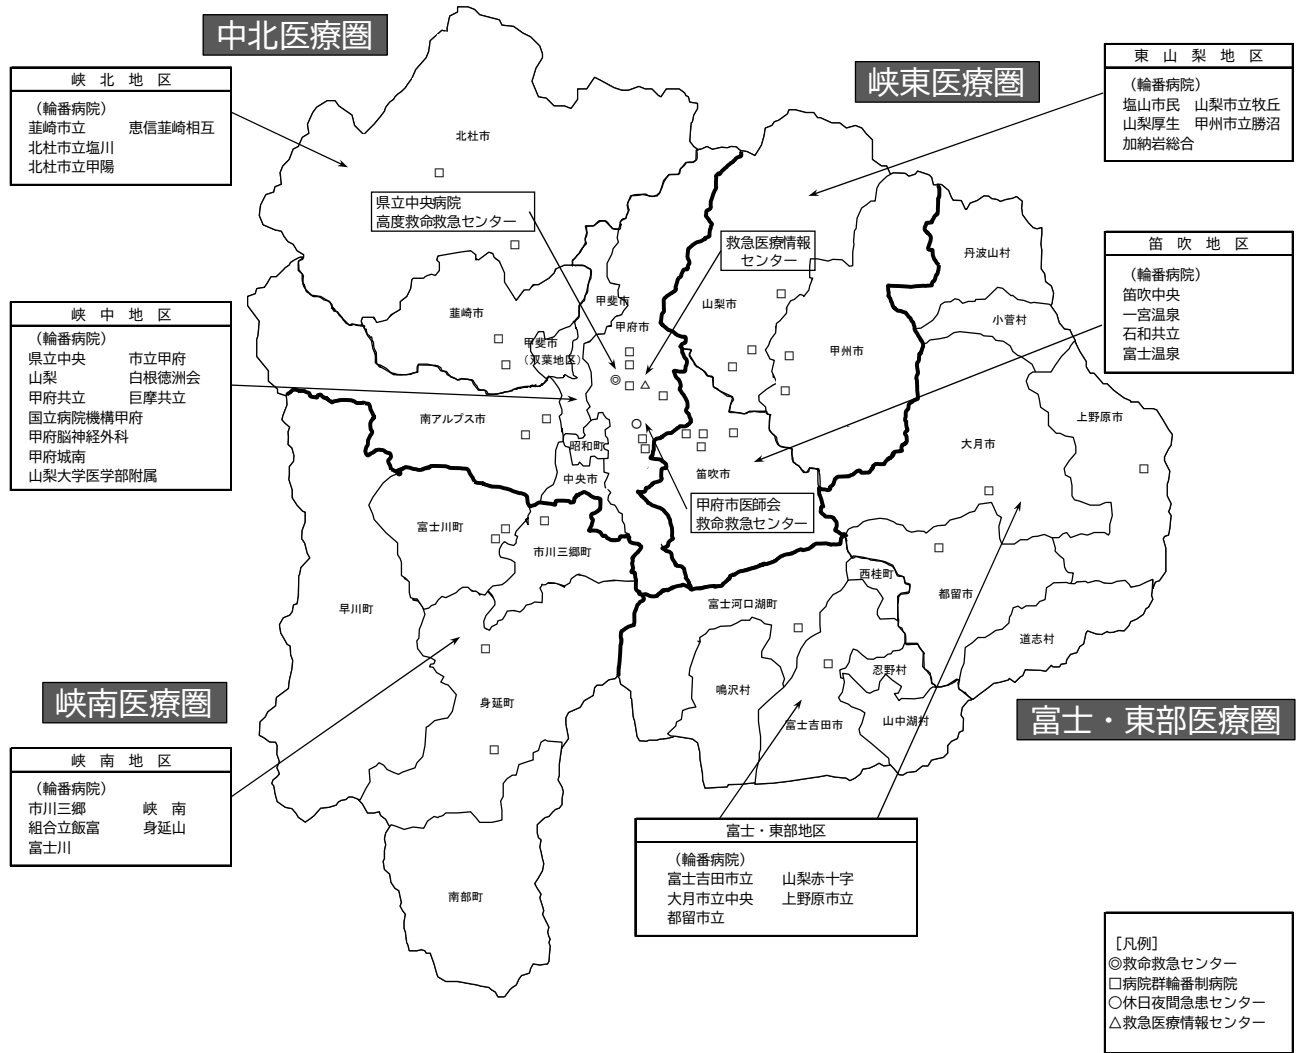 中北医療圏
峡東医療圏
峡北地区
（輪番病院）
韮崎市立 恵信韮崎相互
北杜市立塩川
北杜市立甲陽
東山梨地区
（輪番病院）
塩山市民 山梨市立牧丘
山梨厚生 甲州市立勝沼
加納岩総合
北杜市
県立中央病院
高度救命救急センター
救急医療情報
センター
丹波山村
笛吹地区
（輪番病院）
笛吹中央
一宮温泉
石和共立
富士温泉
峡中地区
（輪番病院）
県立中央 市立甲府
山梨 白根徳洲会
甲府共立 巨摩共立
国立病院機構甲府
甲府脳神経外科
甲府城南
山梨大学医学部附属
甲斐市
山梨市
韮崎市
甲府市
小菅村
甲斐市
（双葉地区）
甲州市
南アルプス市
上野原市
昭和町
大月市
中央市
笛吹市
甲府市医師会
救命救急センター
富士川町
市川三郷町
西桂町
都留市
早川町
富士河口湖町
道志村
忍野村
鳴沢村
身延町
山中湖村
富士吉田市
峡南医療圏
富士・東部医療圏
峡南地区
（輪番病院）
市川三郷 峡南
組合立飯富 身延山
富士川
富士・東部地区
（輪番病院）
富士吉田市立 山梨赤十字
大月市立中央 上野原市立
都留市立
南部町
［凡例］
◎救命救急センター
□病院群輪番制病院
○休日夜間急患センター
△救急医療情報センター